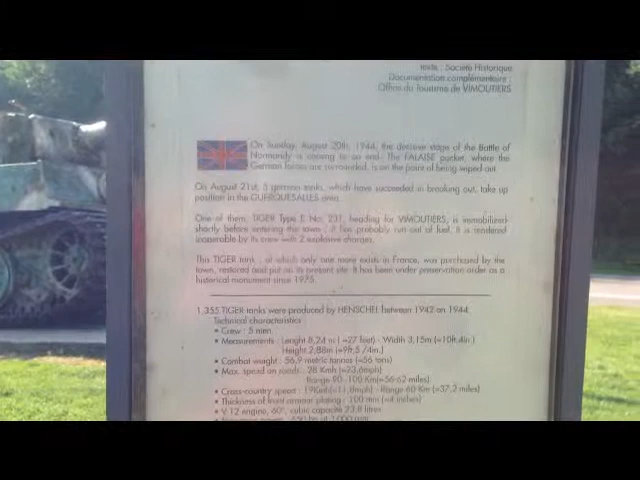 texte : Société Historique
Documentation complémentaire :
Office du Tourisme de VIMOUTIERS
On Sunday, August 20th, 1944, the decisive stage of the Battle of
Normandy is coming to an end. The FALAISE pocket, where the
German forces are surrounded, is on the point of being wiped out.
On August 21st, 5 german tanks, which have succeeded in breaking out, take up
position in the GUERQUESALLES area.
One of them, TIGER Type E No. 231, heading for VIMOUTIERS, is immobilized
shortly before entering the town : it has probably run out of fuel. It is rendered
inoperable by its crew with 2 explosive charges.
This TIGER tank , of which only one more exists in France, was purchased by the
town, restored and put on its present site. It has been under preservation order as a
historical monument since 1975.
1,355 TIGER tanks were produced by HENSCHEL between 1942 an 1944.
Technical characteristics :
• Crew : 5 men
• Measurements : Lenght 8,24 m ( =27 feet) - Width 3,15m (=10ft.4in.)
Height 2,88m (=9ft.5 /4in.)
• Combat weight : 56,9 metric tonnes (=56 tons)
• Max. speed on roads : 38 Kmh (=23,6mph)
Range 90-100 Km(=56-62 miles)
• Cross-country speed : 19Kmh(=11,8mph) - Range 60 Km (=37,2 miles)
• Thickness of front armour plating : 100 mm (=4 inches)
• V 12 engine, 60°, cubic capacity 23,8 litres